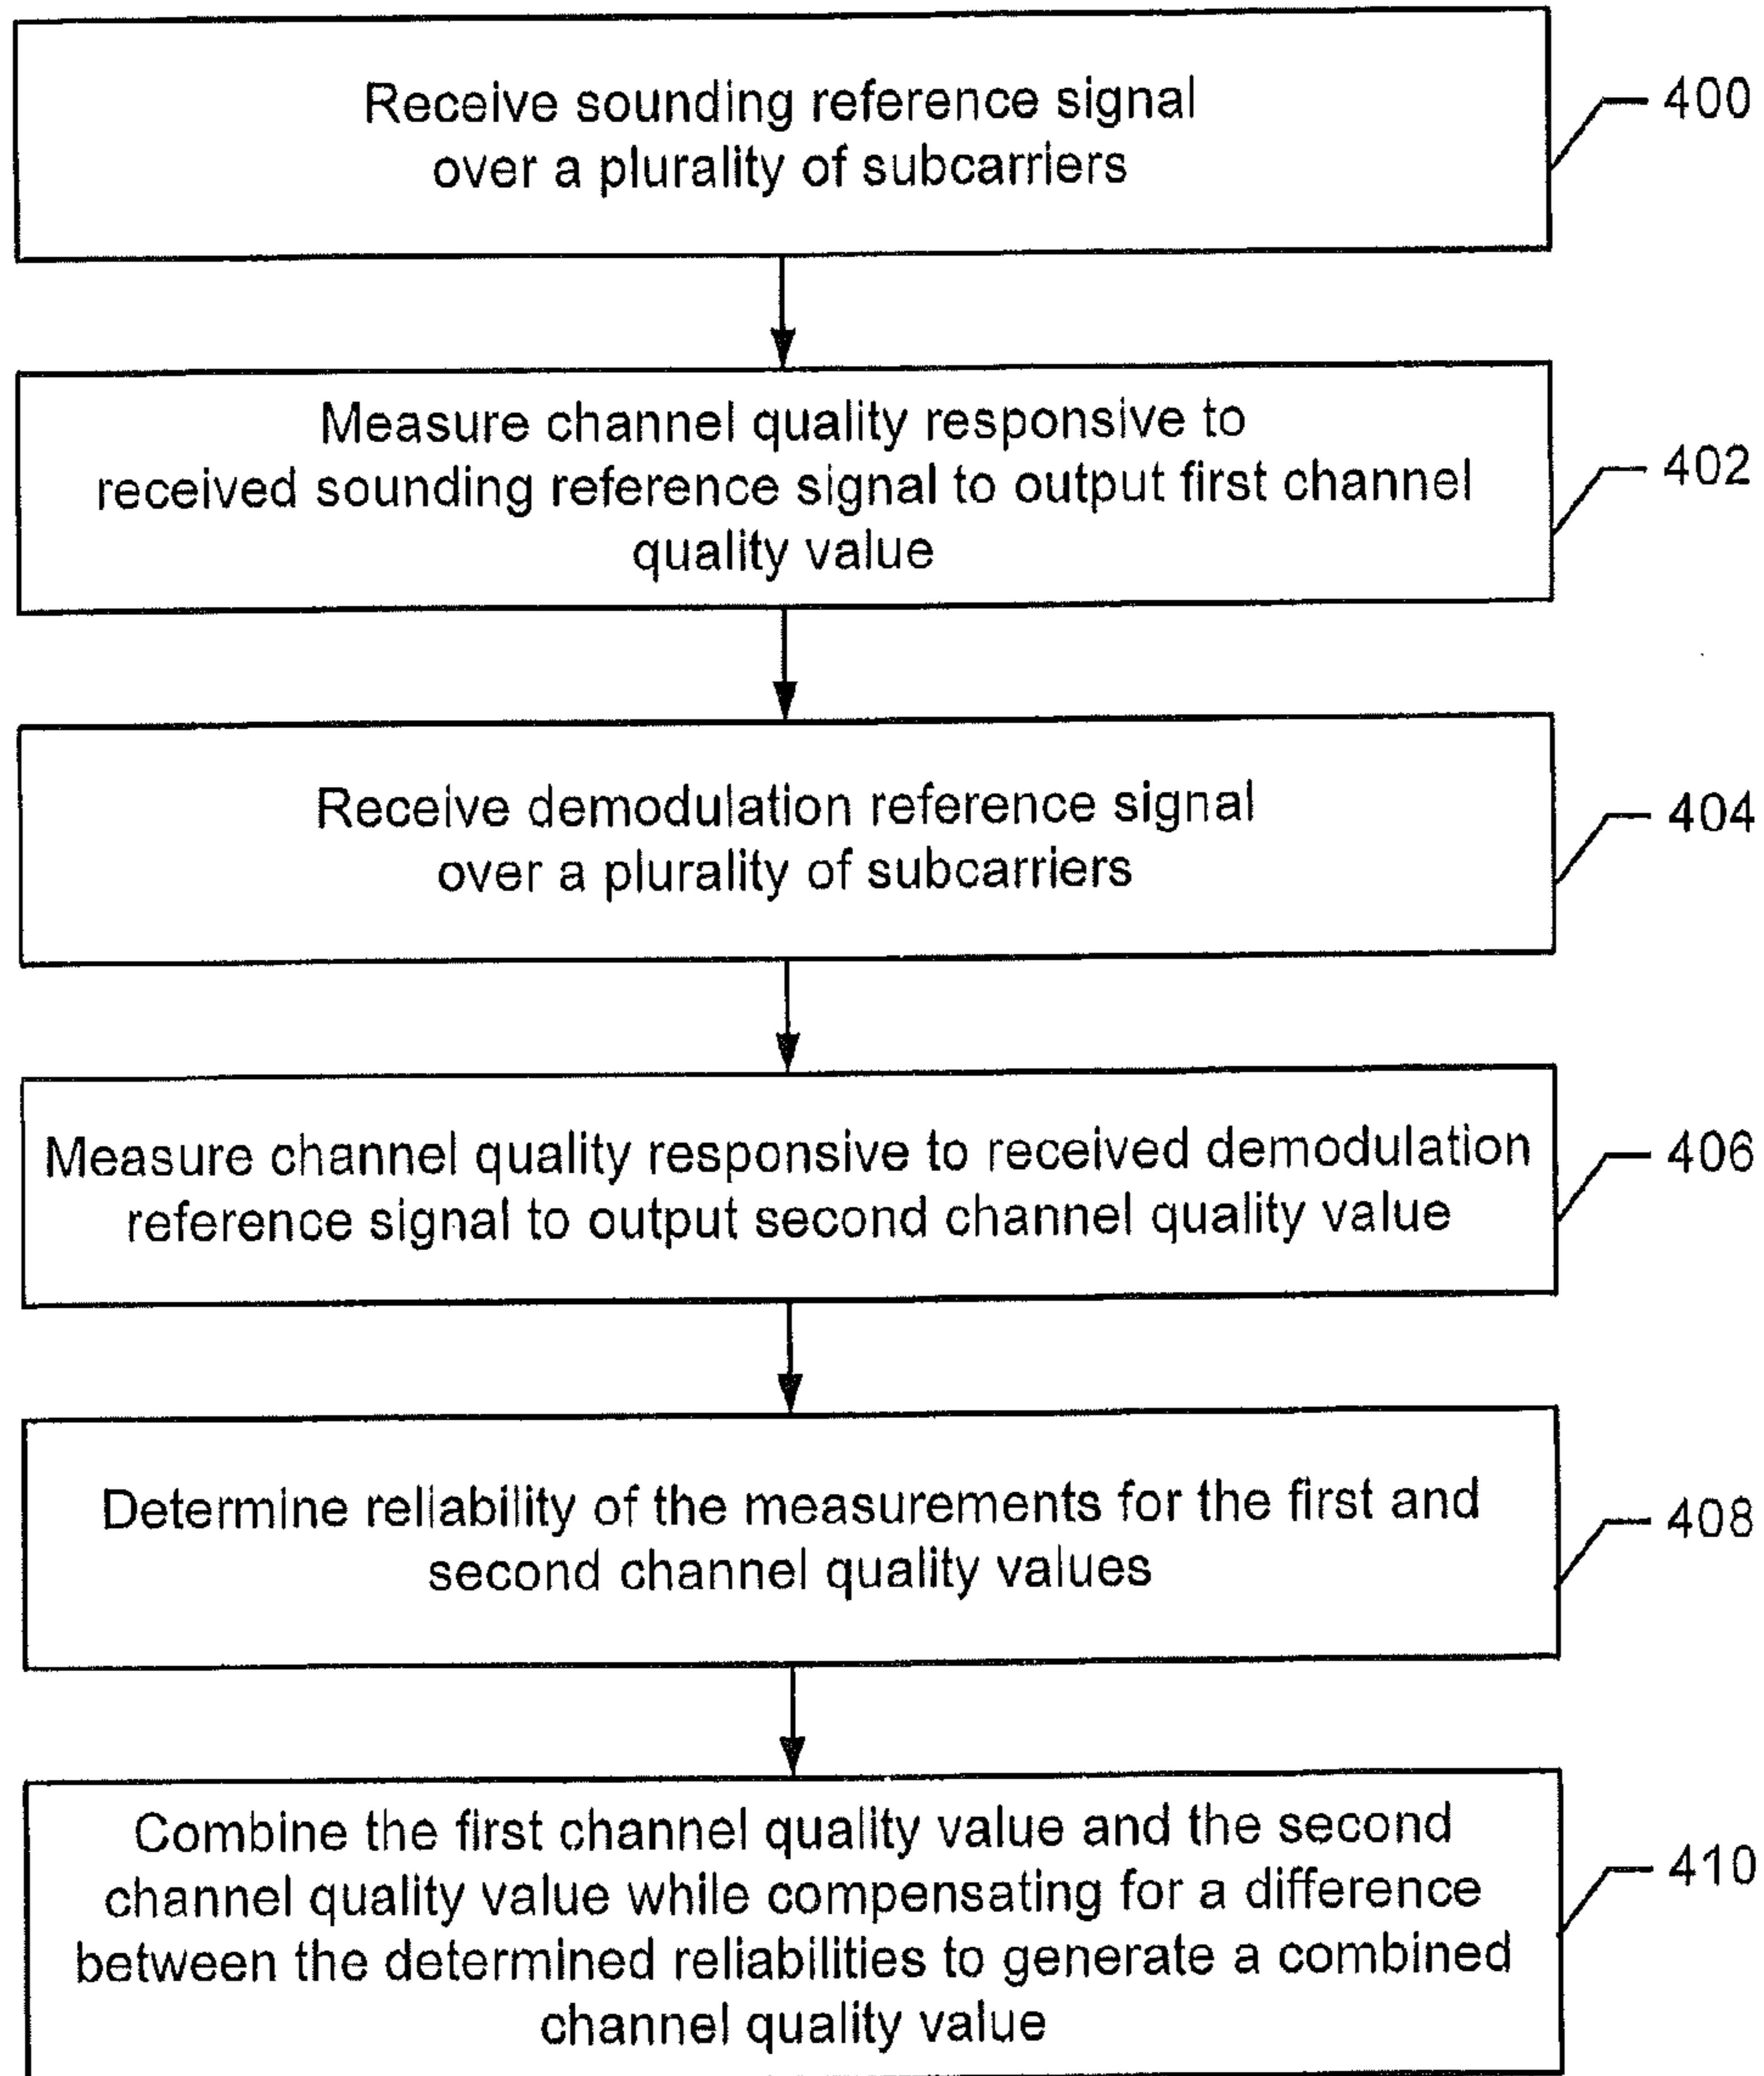 Receive sounding reference signal
over a plurality of subcarriers
400
Measure channel quality responsive to
received sounding reference signal to output first channel
quality value
402
Receive demodulation reference signal
over a plurality of subcarriers
404
Measure channel quality responsive to received demodulation
reference signal to output second channel quality value
406
Determine reliability of the measurements for the first and
second channel quality values
408
Combine the first channel quality value and the second
channel quality value while compensating for a difference
between the determined reliabilities to generate a combined
channel quality value
410